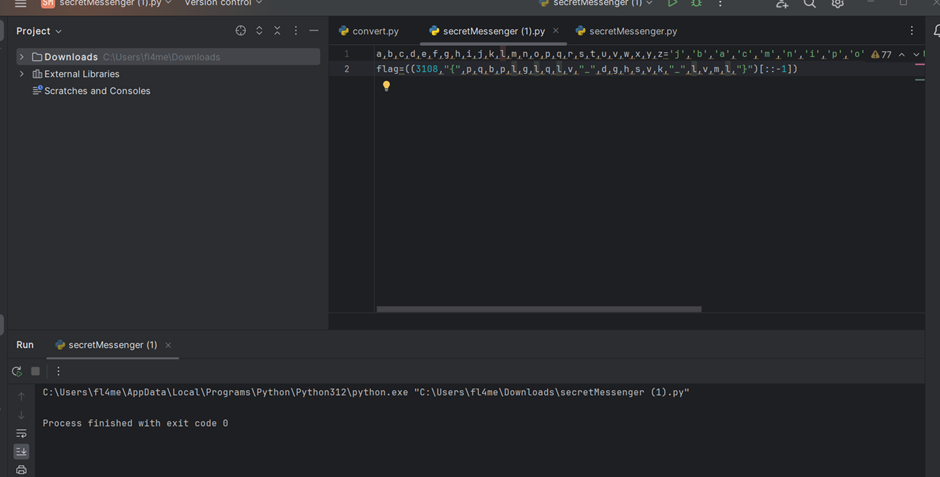 SM secretMessenger (1).py Version control secretMessenger (1)
Project
convert.py secretMessenger (1).py secretMessenger.py
Downloads C:\Users\fl4me\Downloads
External Libraries
Scratches and Consoles
1 a,b,c,d,e,f,g,h,i,j,k,l,m,n,o,p,q,r,s,t,u,v,w,x,y,z='j','b','a','c','m','n','i','p','o' 77
2 flag=((3108,"{",p,q,b,p,l,g,l,q,l,v,"_",d,g,h,s,v,k,"_",l,v,m,l,"}")[::-1])
Run secretMessenger (1)
C:\Users\fl4me\AppData\Local\Programs\Python\Python312\python.exe "C:\Users\fl4me\Downloads\secretMessenger (1).py"
Process finished with exit code 0